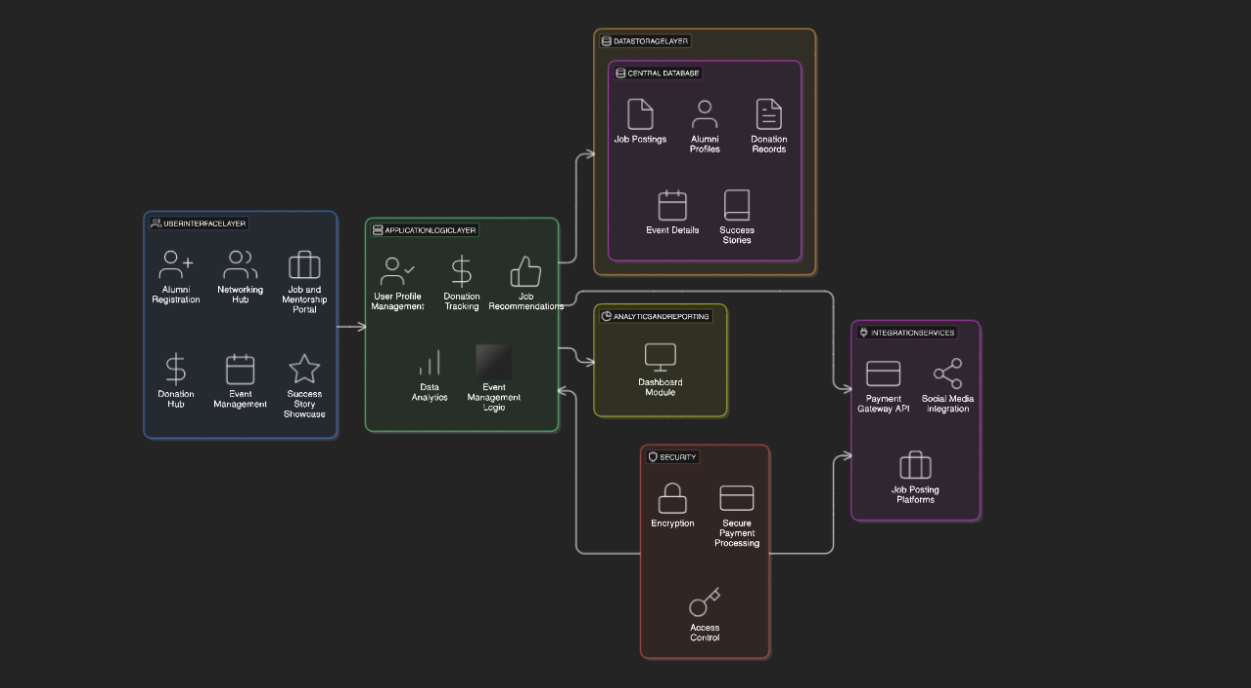 DATASTORAGELAYER
CENTRAL DATABASE
Job Postings
Alumni
Profiles
Donation
Records
Event Details
Success
Stories
USERINTERFACELAYER
Alumni
Registration
Networking
Hub
Job and
Mentorship
Portal
Donation
Hub
Event
Management
Success
Story
Showcase
APPLICATIONLOGICLAYER
User Profile
Management
Donation
Tracking
Job
Recommendations
Data
Analytics
Event
Management
Logic
ANALYTICSANDREPORTING
Dashboard
Module
INTEGRATIONSERVICES
Payment
Gateway API
Social Media
Integration
Job Posting
Platforms
SECURITY
Encryption
Secure
Payment
Processing
Access
Control